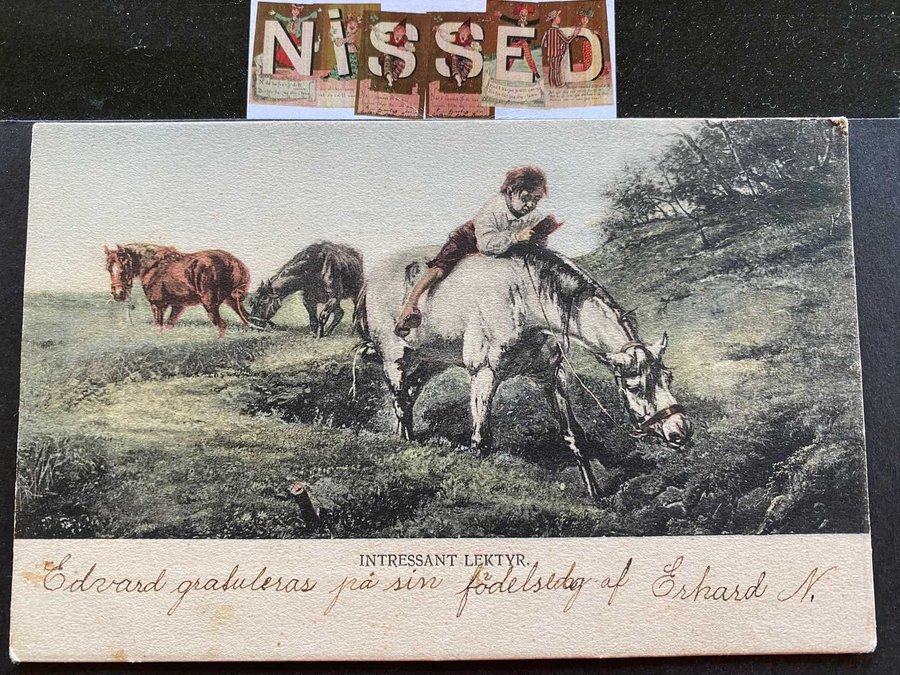 NISSED
INTRESSANT LEKTYR.
Edvard gratuleras på sin födelsedag af Erhard N.